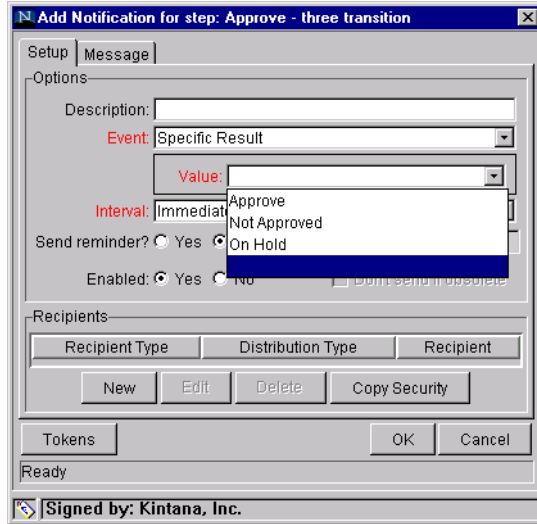 Add Notification for step: Approve - three transition
Setup Message
Options
Description:
Event: Specific Result
Value:
Approve
Interval: Immediat
Not Approved
Send reminder? Yes
On Hold
Enabled: Yes No Don't send if obsolete
Recipients
Recipient Type Distribution Type Recipient
New Edit Delete Copy Security
Tokens OK Cancel
Ready
Signed by: Kintana, Inc.